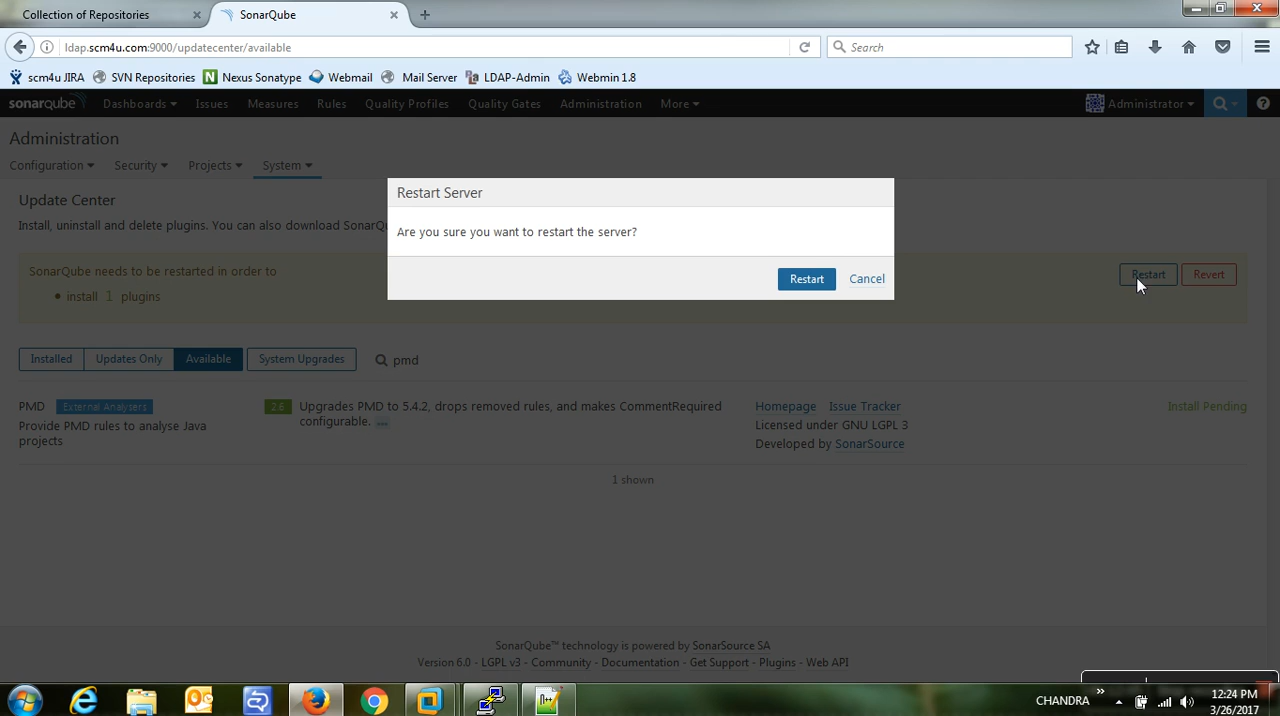 Collection of Repositories
SonarQube
ldap.scm4u.com:9000/updatecenter/available
Search
scm4u JIRA SVN Repositories Nexus Sonatype Webmail Mail Server LDAP-Admin Webmin 1.8
sonarqube Dashboards Issues Measures Rules Quality Profiles Quality Gates Administration More Administrator
Administration
Configuration Security Projects System
Restart Server
Are you sure you want to restart the server?
Restart Cancel
Update Center
Install, uninstall and delete plugins. You can also download SonarQu
SonarQube needs to be restarted in order to
install 1 plugins
Restart Revert
Installed Updates Only Available System Upgrades pmd
PMD External Analysers
Provide PMD rules to analyse Java
projects
2.6 Upgrades PMD to 5.4.2, drops removed rules, and makes CommentRequired
configurable. ...
Homepage Issue Tracker
Licensed under GNU LGPL 3
Developed by SonarSource
Install Pending
1 shown
SonarQube™ technology is powered by SonarSource SA
Version 6.0 - LGPL v3 - Community - Documentation - Get Support - Plugins - Web API
CHANDRA
12:24 PM
3/26/2017